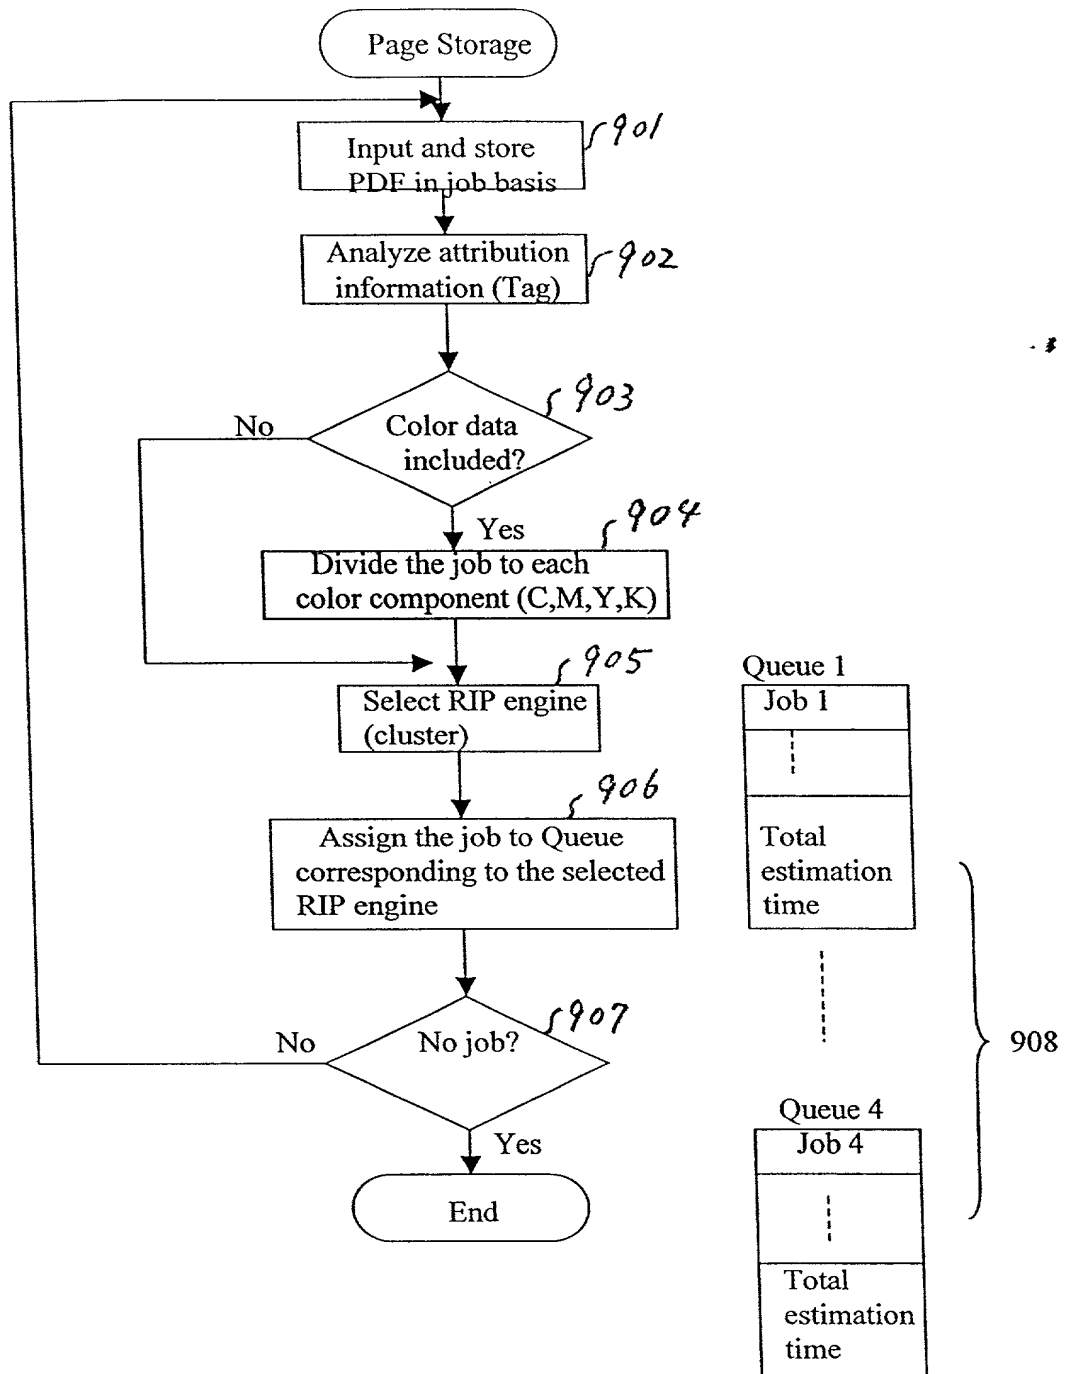 Page Storage
901
Input and store
PDF in job basis
902
Analyze attribution
information (Tag)
903
No
Color data
included?
904
Yes
Divide the job to each
color component (C,M,Y,K)
905
Select RIP engine
(cluster)
906
Assign the job to Queue
corresponding to the selected
RIP engine
907
No
No job?
Yes
End
Queue 1
Job 1
Total
estimation
time
908
Queue 4
Job 4
Total
estimation
time